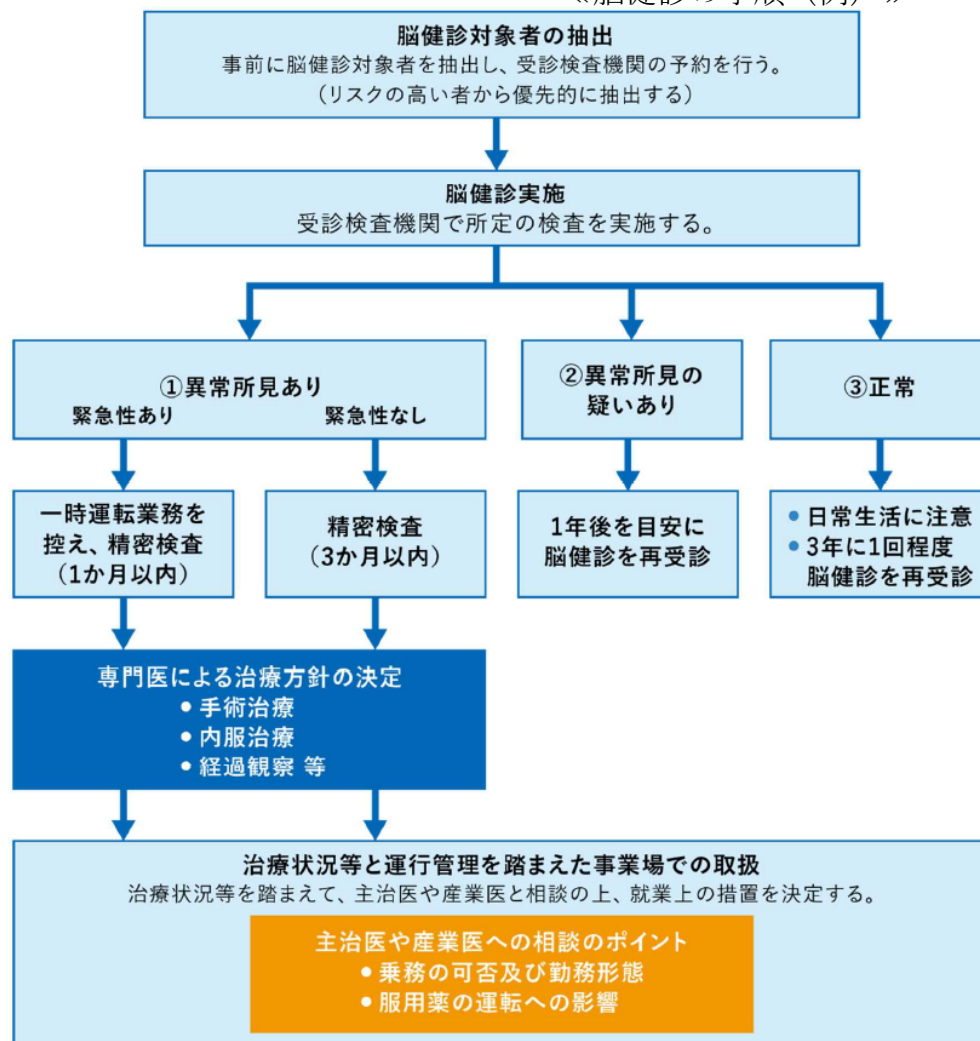 ≪脳健診の手順（例）≫
脳健診対象者の抽出
事前に脳健診対象者を抽出し、受診検査機関の予約を行う。
（リスクの高い者から優先的に抽出する）
脳健診実施
受診検査機関で所定の検査を実施する。
①異常所見あり
緊急性あり 緊急性なし
②異常所見の
疑いあり
③正常
一時運転業務を
控え、精密検査
（1か月以内）
精密検査
（3か月以内）
1年後を目安に
脳健診を再受診
● 日常生活に注意
● 3年に1回程度
脳健診を再受診
専門医による治療方針の決定
● 手術治療
● 内服治療
● 経過観察 等
治療状況等と運行管理を踏まえた事業場での取扱
治療状況等を踏まえて、主治医や産業医と相談の上、就業上の措置を決定する。
主治医や産業医への相談のポイント
● 乗務の可否及び勤務形態
● 服用薬の運転への影響